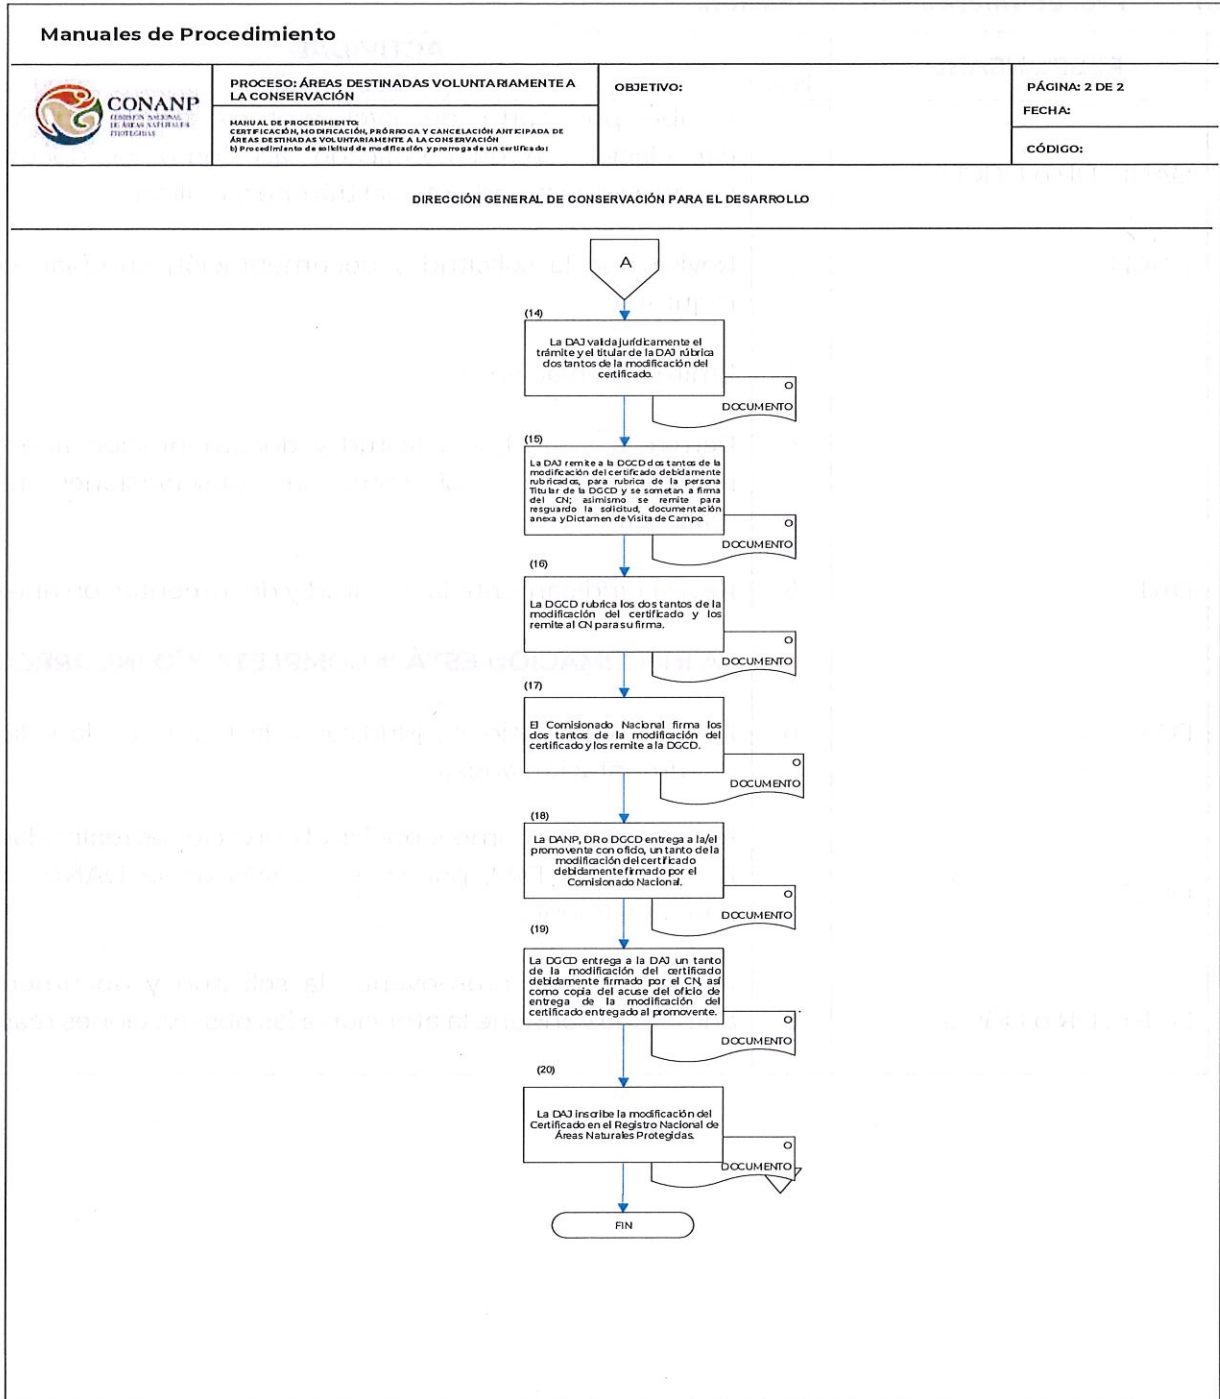 Manuales de Procedimiento
CONANP
COMISIÓN NACIONAL
DE ÁREAS NATURALES
PROTEGIDAS
PROCESO: ÁREAS DESTINADAS VOLUNTARIAMENTE A
LA CONSERVACIÓN
MANUAL DE PROCEDIMIENTO:
CERTIFICACIÓN, MODIFICACIÓN, PRÓRROGA Y CANCELACIÓN ANTICIPADA DE
ÁREAS DESTINADAS VOLUNTARIAMENTE A LA CONSERVACIÓN
b) Procedimiento de solicitud de modificación y prorroga de un certificado:
OBJETIVO:
PÁGINA: 2 DE 2
FECHA:
CÓDIGO:
DIRECCIÓN GENERAL DE CONSERVACIÓN PARA EL DESARROLLO
A
(14)
La DAJ valida jurídicamente el
trámite y el titular de la DAJ rúbrica
dos tantos de la modificación del
certificado.
O
DOCUMENTO
(15)
La DAJ remite a la DGCD dos tantos de la
modificación del certificado debidamente
rubricados, para rubrica de la persona
Titular de la DGCD y se sometan a firma
del CN; asimismo se remite para
resguardo la solicitud, documentación
anexa y Dictamen de Visita de Campo.
O
DOCUMENTO
(16)
La DGCD rubrica los dos tantos de la
modificación del certificado y los
remite al CN para su firma.
O
DOCUMENTO
(17)
El Comisionado Nacional firma los
dos tantos de la modificación del
certificado y los remite a la DGCD.
O
DOCUMENTO
(18)
La DANP, DR o DGCD entrega a la/el
promovente con oficio, un tanto de la
modificación del certificado
debidamente firmado por el
Comisionado Nacional.
O
DOCUMENTO
(19)
La DGCD entrega a la DAJ un tanto
de la modificación del certificado
debidamente firmado por el CN, así
como copia del acuse del oficio de
entrega de la modificación del
certificado entregado al promovente.
O
DOCUMENTO
(20)
La DAJ inscribe la modificación del
Certificado en el Registro Nacional de
Áreas Naturales Protegidas.
O
DOCUMENTO
FIN